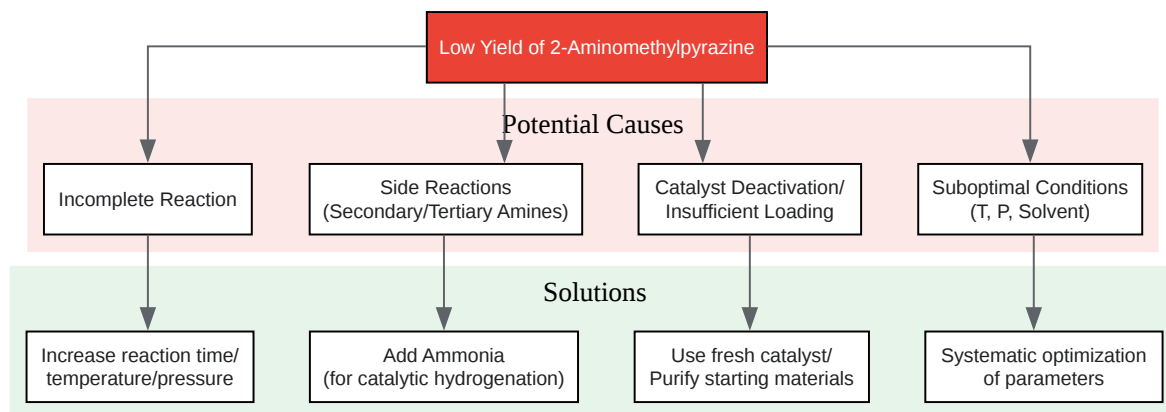 Low Yield of 2-Aminomethylpyrazine
Potential Causes
Incomplete Reaction
Side Reactions
(Secondary/Tertiary Amines)
Catalyst Deactivation/
Insufficient Loading
Suboptimal Conditions
(T, P, Solvent)
Solutions
Increase reaction time/
temperature/pressure
Add Ammonia
(for catalytic hydrogenation)
Use fresh catalyst/
Purify starting materials
Systematic optimization
of parameters